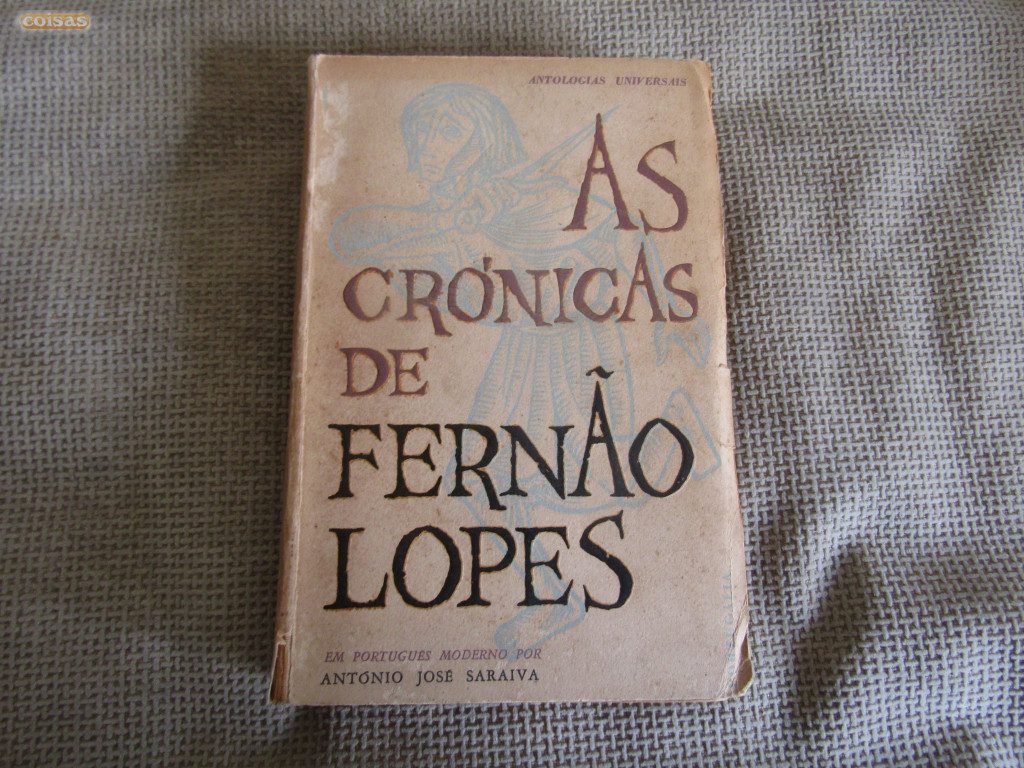 coisas
ANTOLOGIAS UNIVERSAIS
AS
CRÓNICAS
DE
FERNÃO
LOPES
EM PORTUGUÊS MODERNO POR
ANTÓNIO JOSÉ SARAIVA